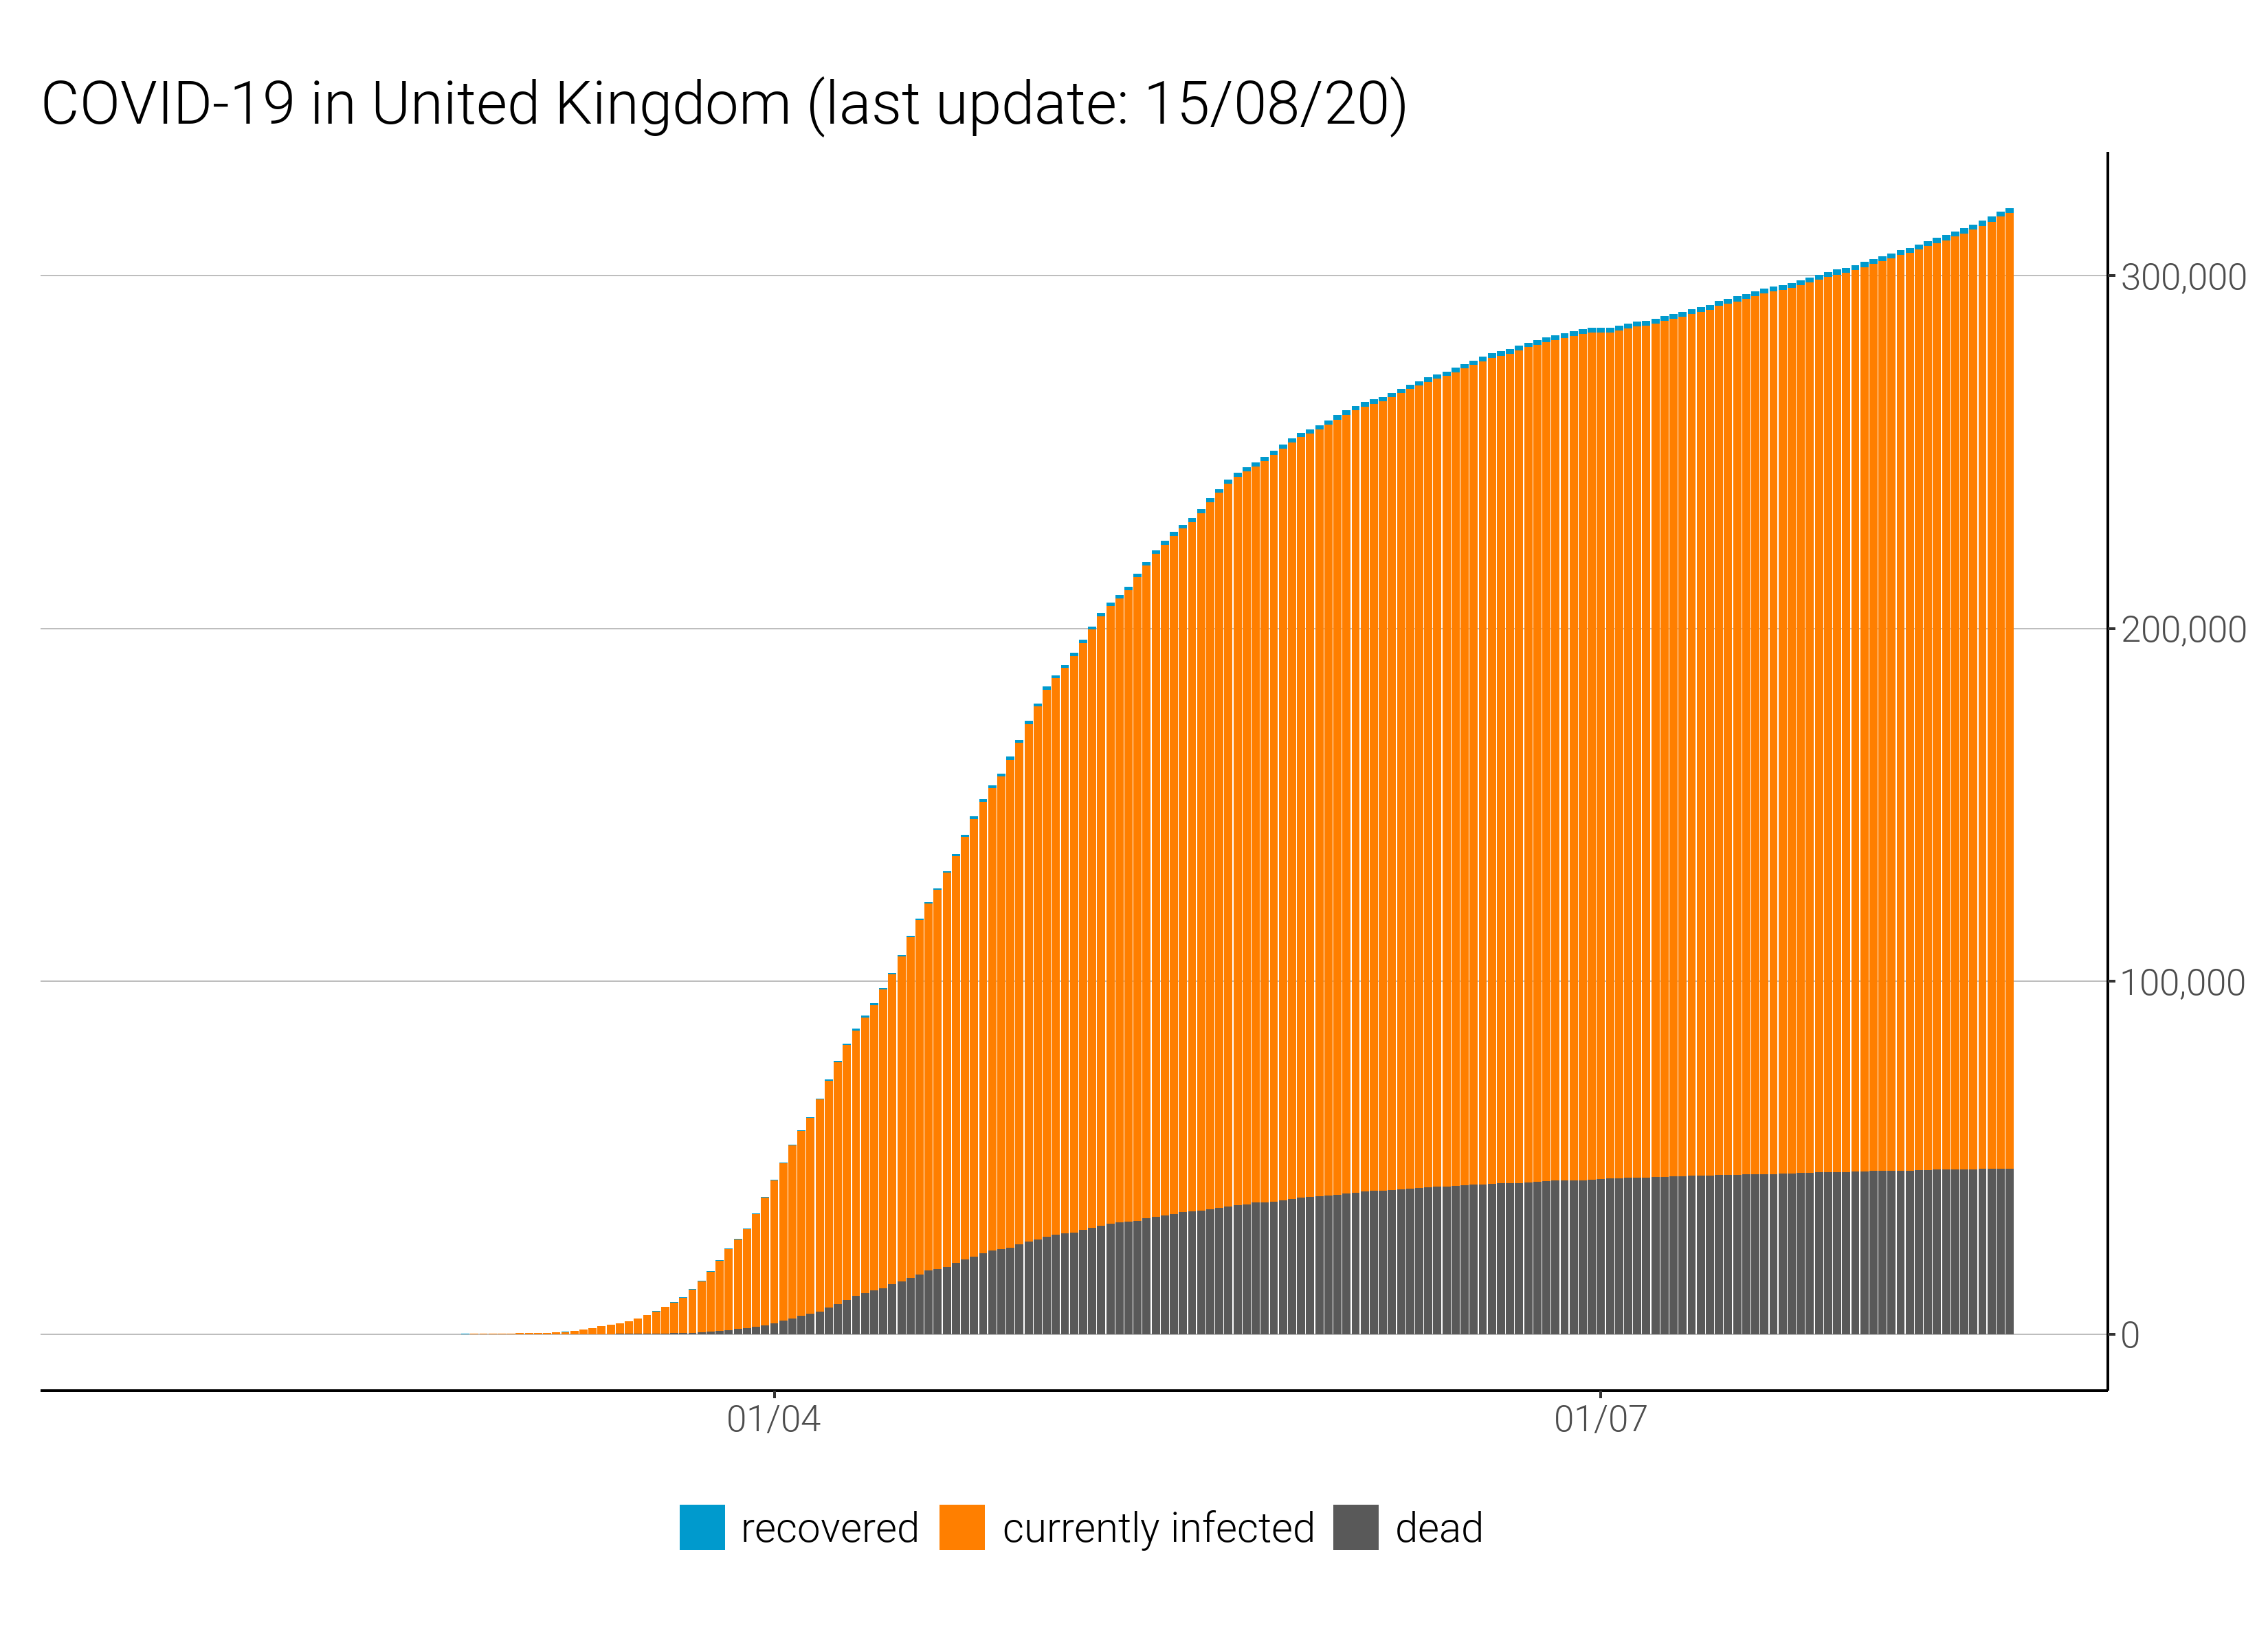 COVID-19 in United Kingdom (last update: 15/08/20)
300,000
200,000
100,000
0
01/04 01/07
recovered currently infected dead